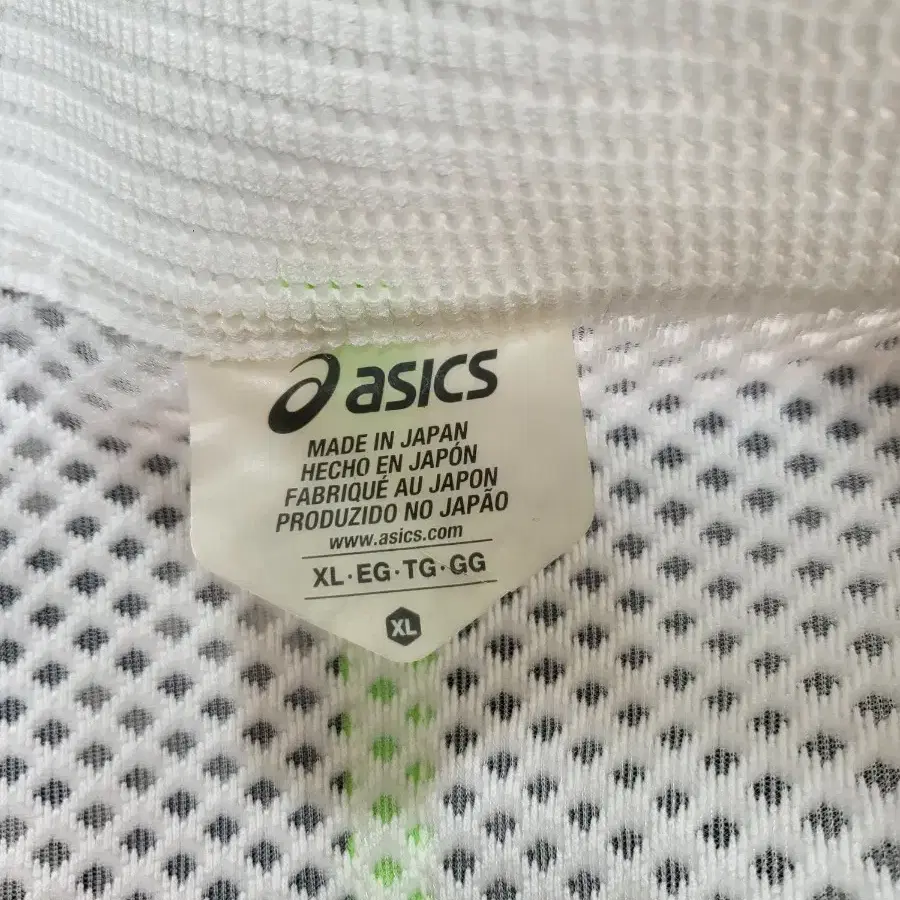 asics
MADE IN JAPAN
HECHO EN JAPÓN
FABRIQUÉ AU JAPON
PRODUZIDO NO JAPÃO
www.asics.com
XL·EG·TG·GG
XL